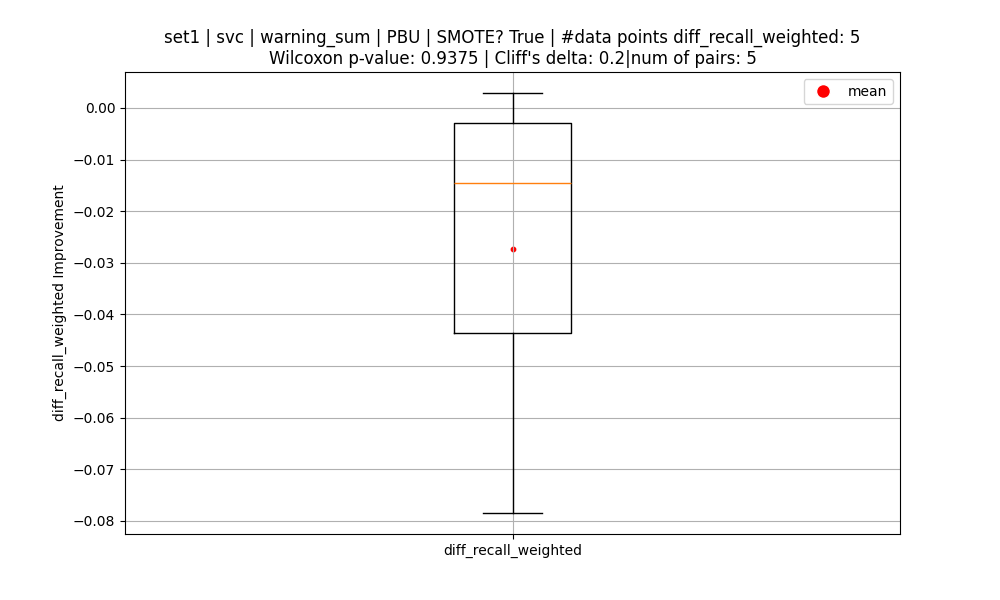 set1 | svc | warning_sum | PBU | SMOTE? True | #data points diff_recall_weighted: 5
Wilcoxon p-value: 0.9375 | Cliff's delta: 0.2|num of pairs: 5
mean
0.00
−0.01
−0.02
−0.03
−0.04
−0.05
−0.06
−0.07
−0.08
diff_recall_weighted Improvement
diff_recall_weighted